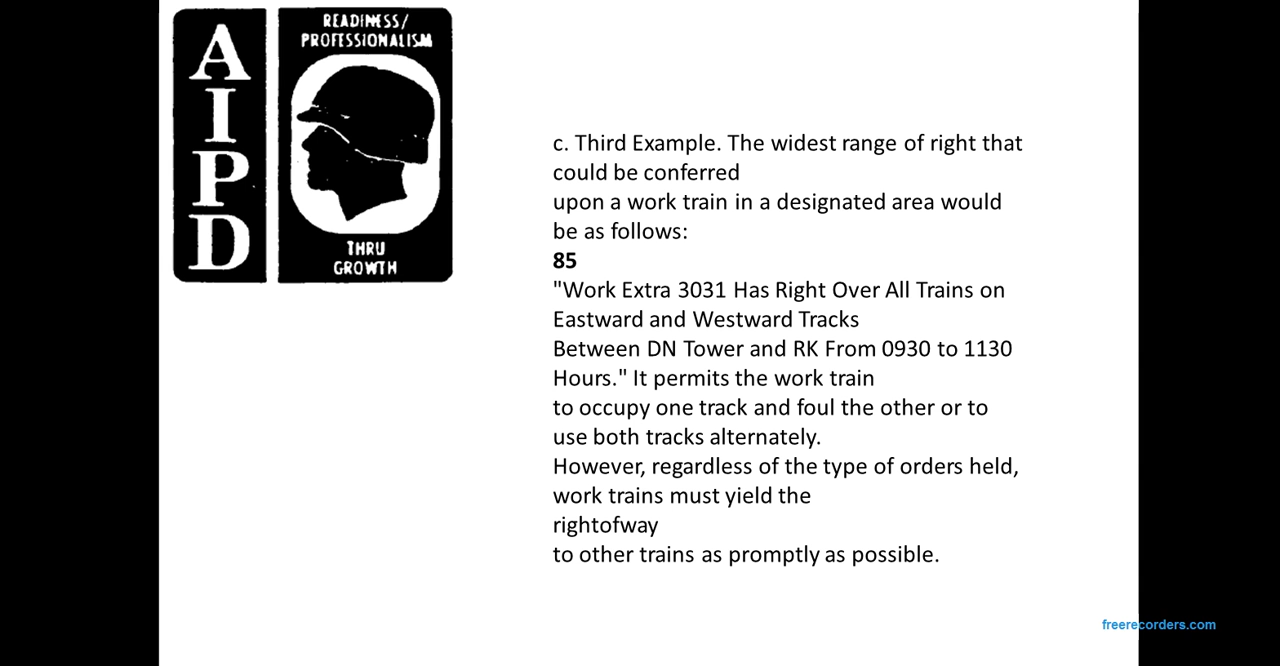 A
I
P
D
READINESS/
PROFESSIONALISM
THRU
GROWTH
c. Third Example. The widest range of right that
could be conferred
upon a work train in a designated area would
be as follows:
85
"Work Extra 3031 Has Right Over All Trains on
Eastward and Westward Tracks
Between DN Tower and RK From 0930 to 1130
Hours." It permits the work train
to occupy one track and foul the other or to
use both tracks alternately.
However, regardless of the type of orders held,
work trains must yield the
rightofway
to other trains as promptly as possible.
freerecorders.com